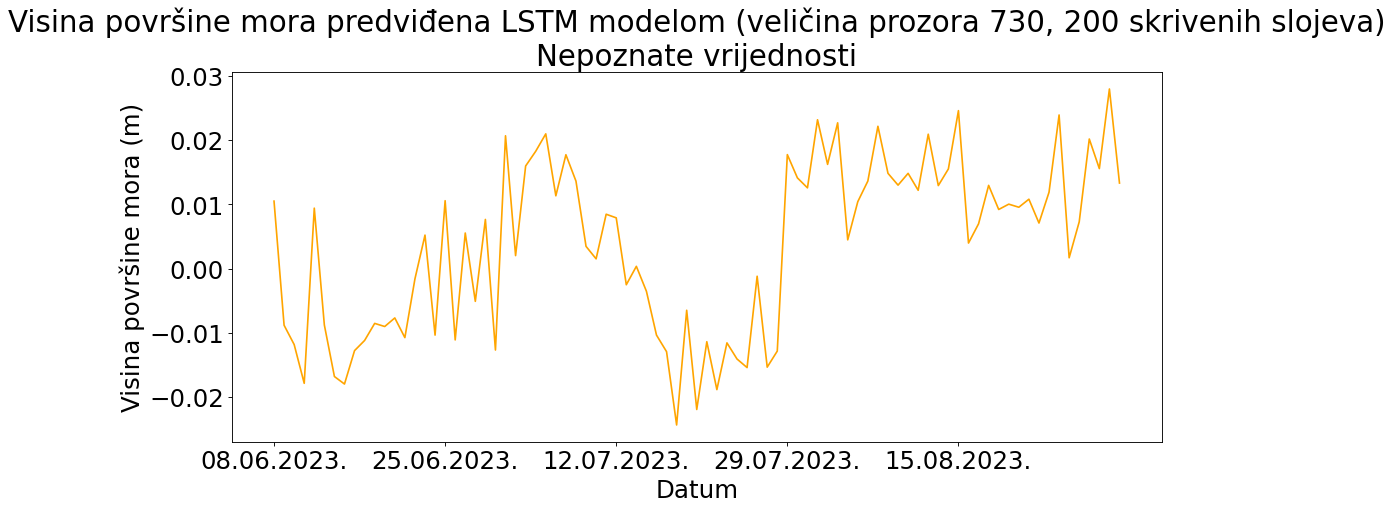 Visina površine mora predviđena LSTM modelom (veličina prozora 730, 200 skrivenih slojeva)
Nepoznate vrijednosti
0.03
0.02
0.01
0.00
−0.01
−0.02
Visina površine mora (m)
08.06.2023. 25.06.2023. 12.07.2023. 29.07.2023. 15.08.2023.
Datum